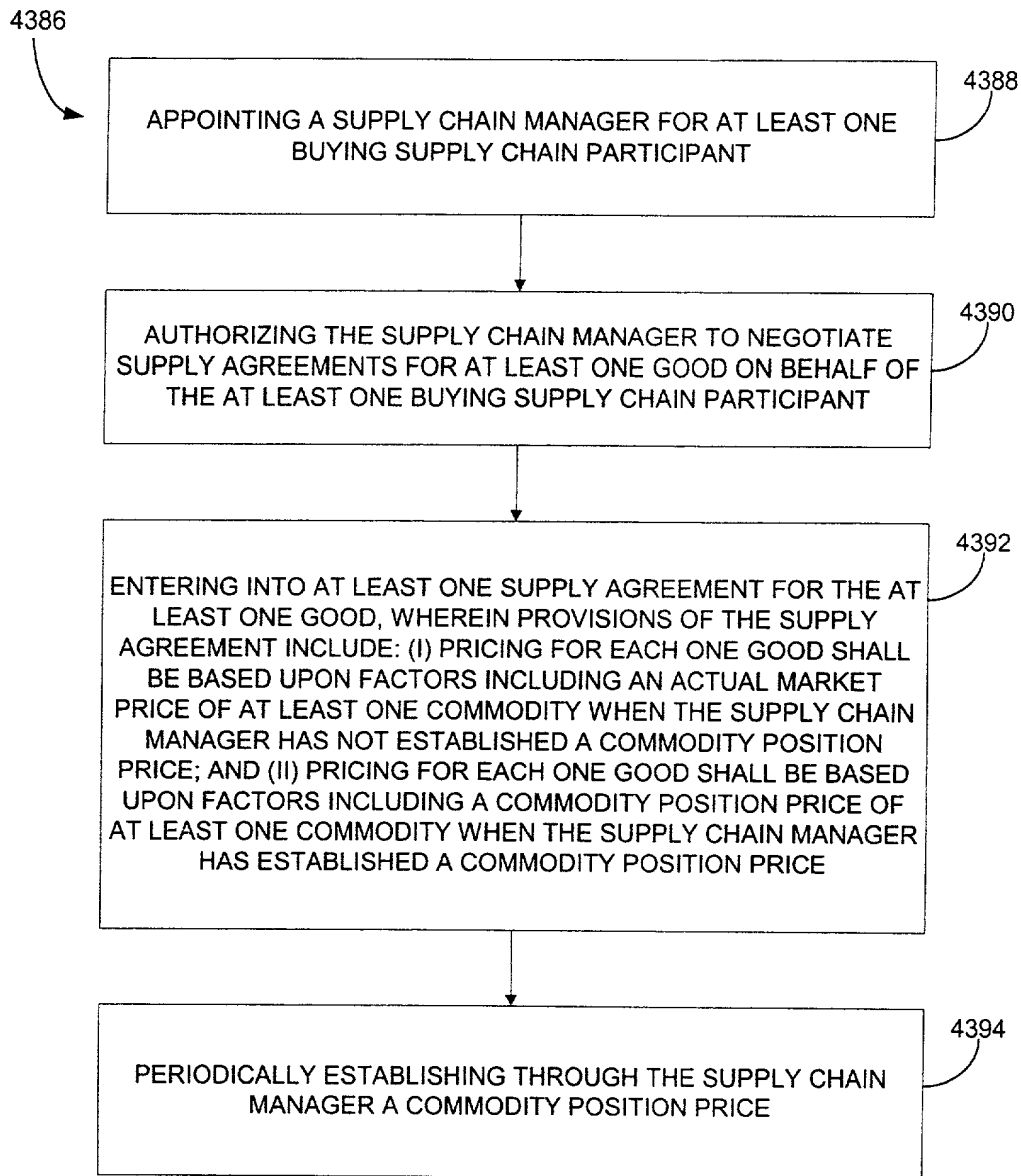 4386
4388
APPOINTING A SUPPLY CHAIN MANAGER FOR AT LEAST ONE
BUYING SUPPLY CHAIN PARTICIPANT
4390
AUTHORIZING THE SUPPLY CHAIN MANAGER TO NEGOTIATE
SUPPLY AGREEMENTS FOR AT LEAST ONE GOOD ON BEHALF OF
THE AT LEAST ONE BUYING SUPPLY CHAIN PARTICIPANT
4392
ENTERING INTO AT LEAST ONE SUPPLY AGREEMENT FOR THE AT
LEAST ONE GOOD, WHEREIN PROVISIONS OF THE SUPPLY
AGREEMENT INCLUDE: (I) PRICING FOR EACH ONE GOOD SHALL
BE BASED UPON FACTORS INCLUDING AN ACTUAL MARKET
PRICE OF AT LEAST ONE COMMODITY WHEN THE SUPPLY CHAIN
MANAGER HAS NOT ESTABLISHED A COMMODITY POSITION
PRICE; AND (II) PRICING FOR EACH ONE GOOD SHALL BE BASED
UPON FACTORS INCLUDING A COMMODITY POSITION PRICE OF
AT LEAST ONE COMMODITY WHEN THE SUPPLY CHAIN MANAGER
HAS ESTABLISHED A COMMODITY POSITION PRICE
4394
PERIODICALLY ESTABLISHING THROUGH THE SUPPLY CHAIN
MANAGER A COMMODITY POSITION PRICE